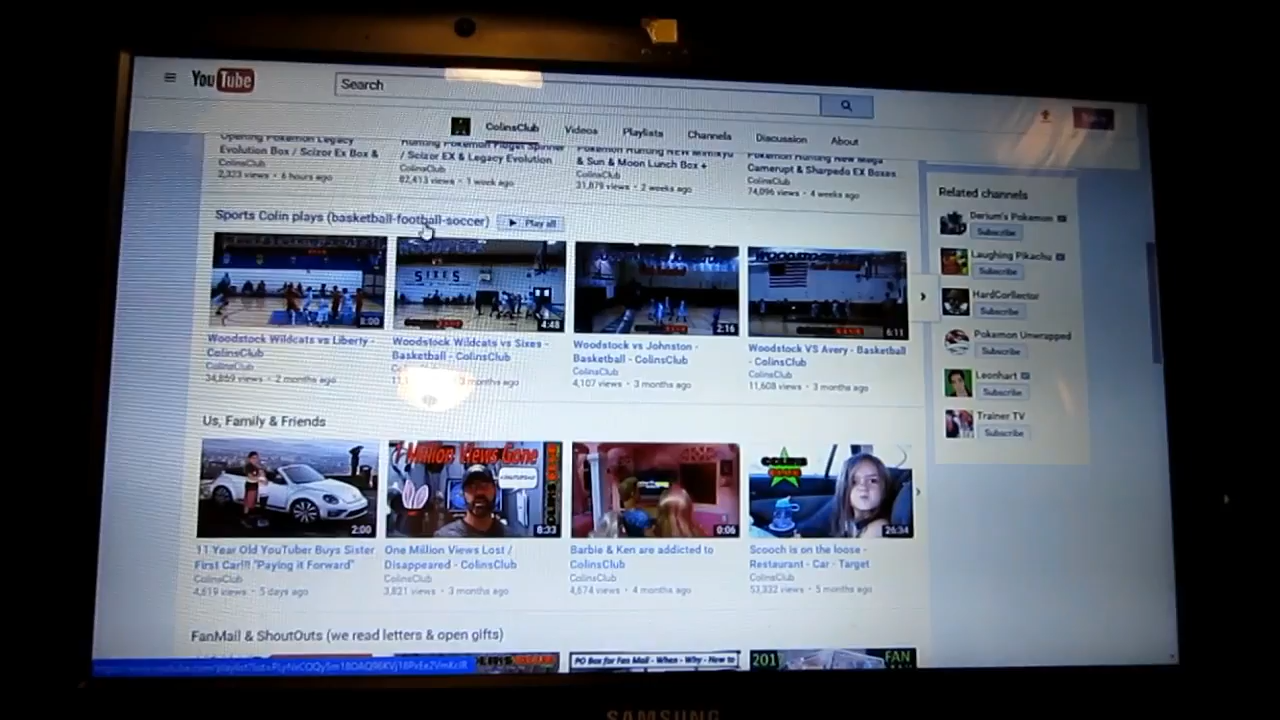 YouTube
Search
ColinsClub Videos Playlists Channels Discussion About
Opening Pokemon Legacy
Evolution Box / Scizor Ex Box &
ColinsClub
2,323 views • 6 hours ago
Hunting Pokemon Fidget Spinner
/ Scizor EX & Legacy Evolution
ColinsClub
82,413 views • 1 week ago
Pokemon Hunting NEW Mimikyu
& Sun & Moon Lunch Box +
ColinsClub
31,879 views • 2 weeks ago
Pokemon Hunting New Mega
Camerupt & Sharpedo EX Boxes
ColinsClub
74,096 views • 4 weeks ago
Sports Colin plays (basketball-football-soccer) Play all
8:00
Woodstock Wildcats vs Liberty -
Basketball - ColinsClub
ColinsClub
34,869 views • 2 months ago
SIXES
4:48
Woodstock Wildcats vs Sixes -
Basketball - ColinsClub
3 months ago
2:16
Woodstock vs Johnston -
Basketball - ColinsClub
ColinsClub
4,107 views • 3 months ago
WOODSTOCK
6:11
Woodstock VS Avery - Basketball
- ColinsClub
ColinsClub
11,608 views • 3 months ago
Us, Family & Friends
2:00
11 Year Old YouTuber Buys Sister
First Car!!! "Paying it Forward"
ColinsClub
4,619 views • 5 days ago
1 Million Views Gone
8:33
One Million Views Lost /
Disappeared - ColinsClub
ColinsClub
3,821 views • 3 months ago
0:06
Barbie & Ken are addicted to
ColinsClub
ColinsClub
4,674 views • 4 months ago
COLINS
26:34
Scooch is on the loose -
Restaurant - Car - Target
ColinsClub
53,332 views • 5 months ago
FanMail & ShoutOuts (we read letters & open gifts)
PO Box for Fan Mail - When - Why - How to
201
FAN
Related channels
Derium's Pokemon
Subscribe
Laughing Pikachu
Subscribe
HardCorllector
Subscribe
Pokemon Unwrapped
Subscribe
Leonhart
Subscribe
Trainer TV
Subscribe
SAMSUNG